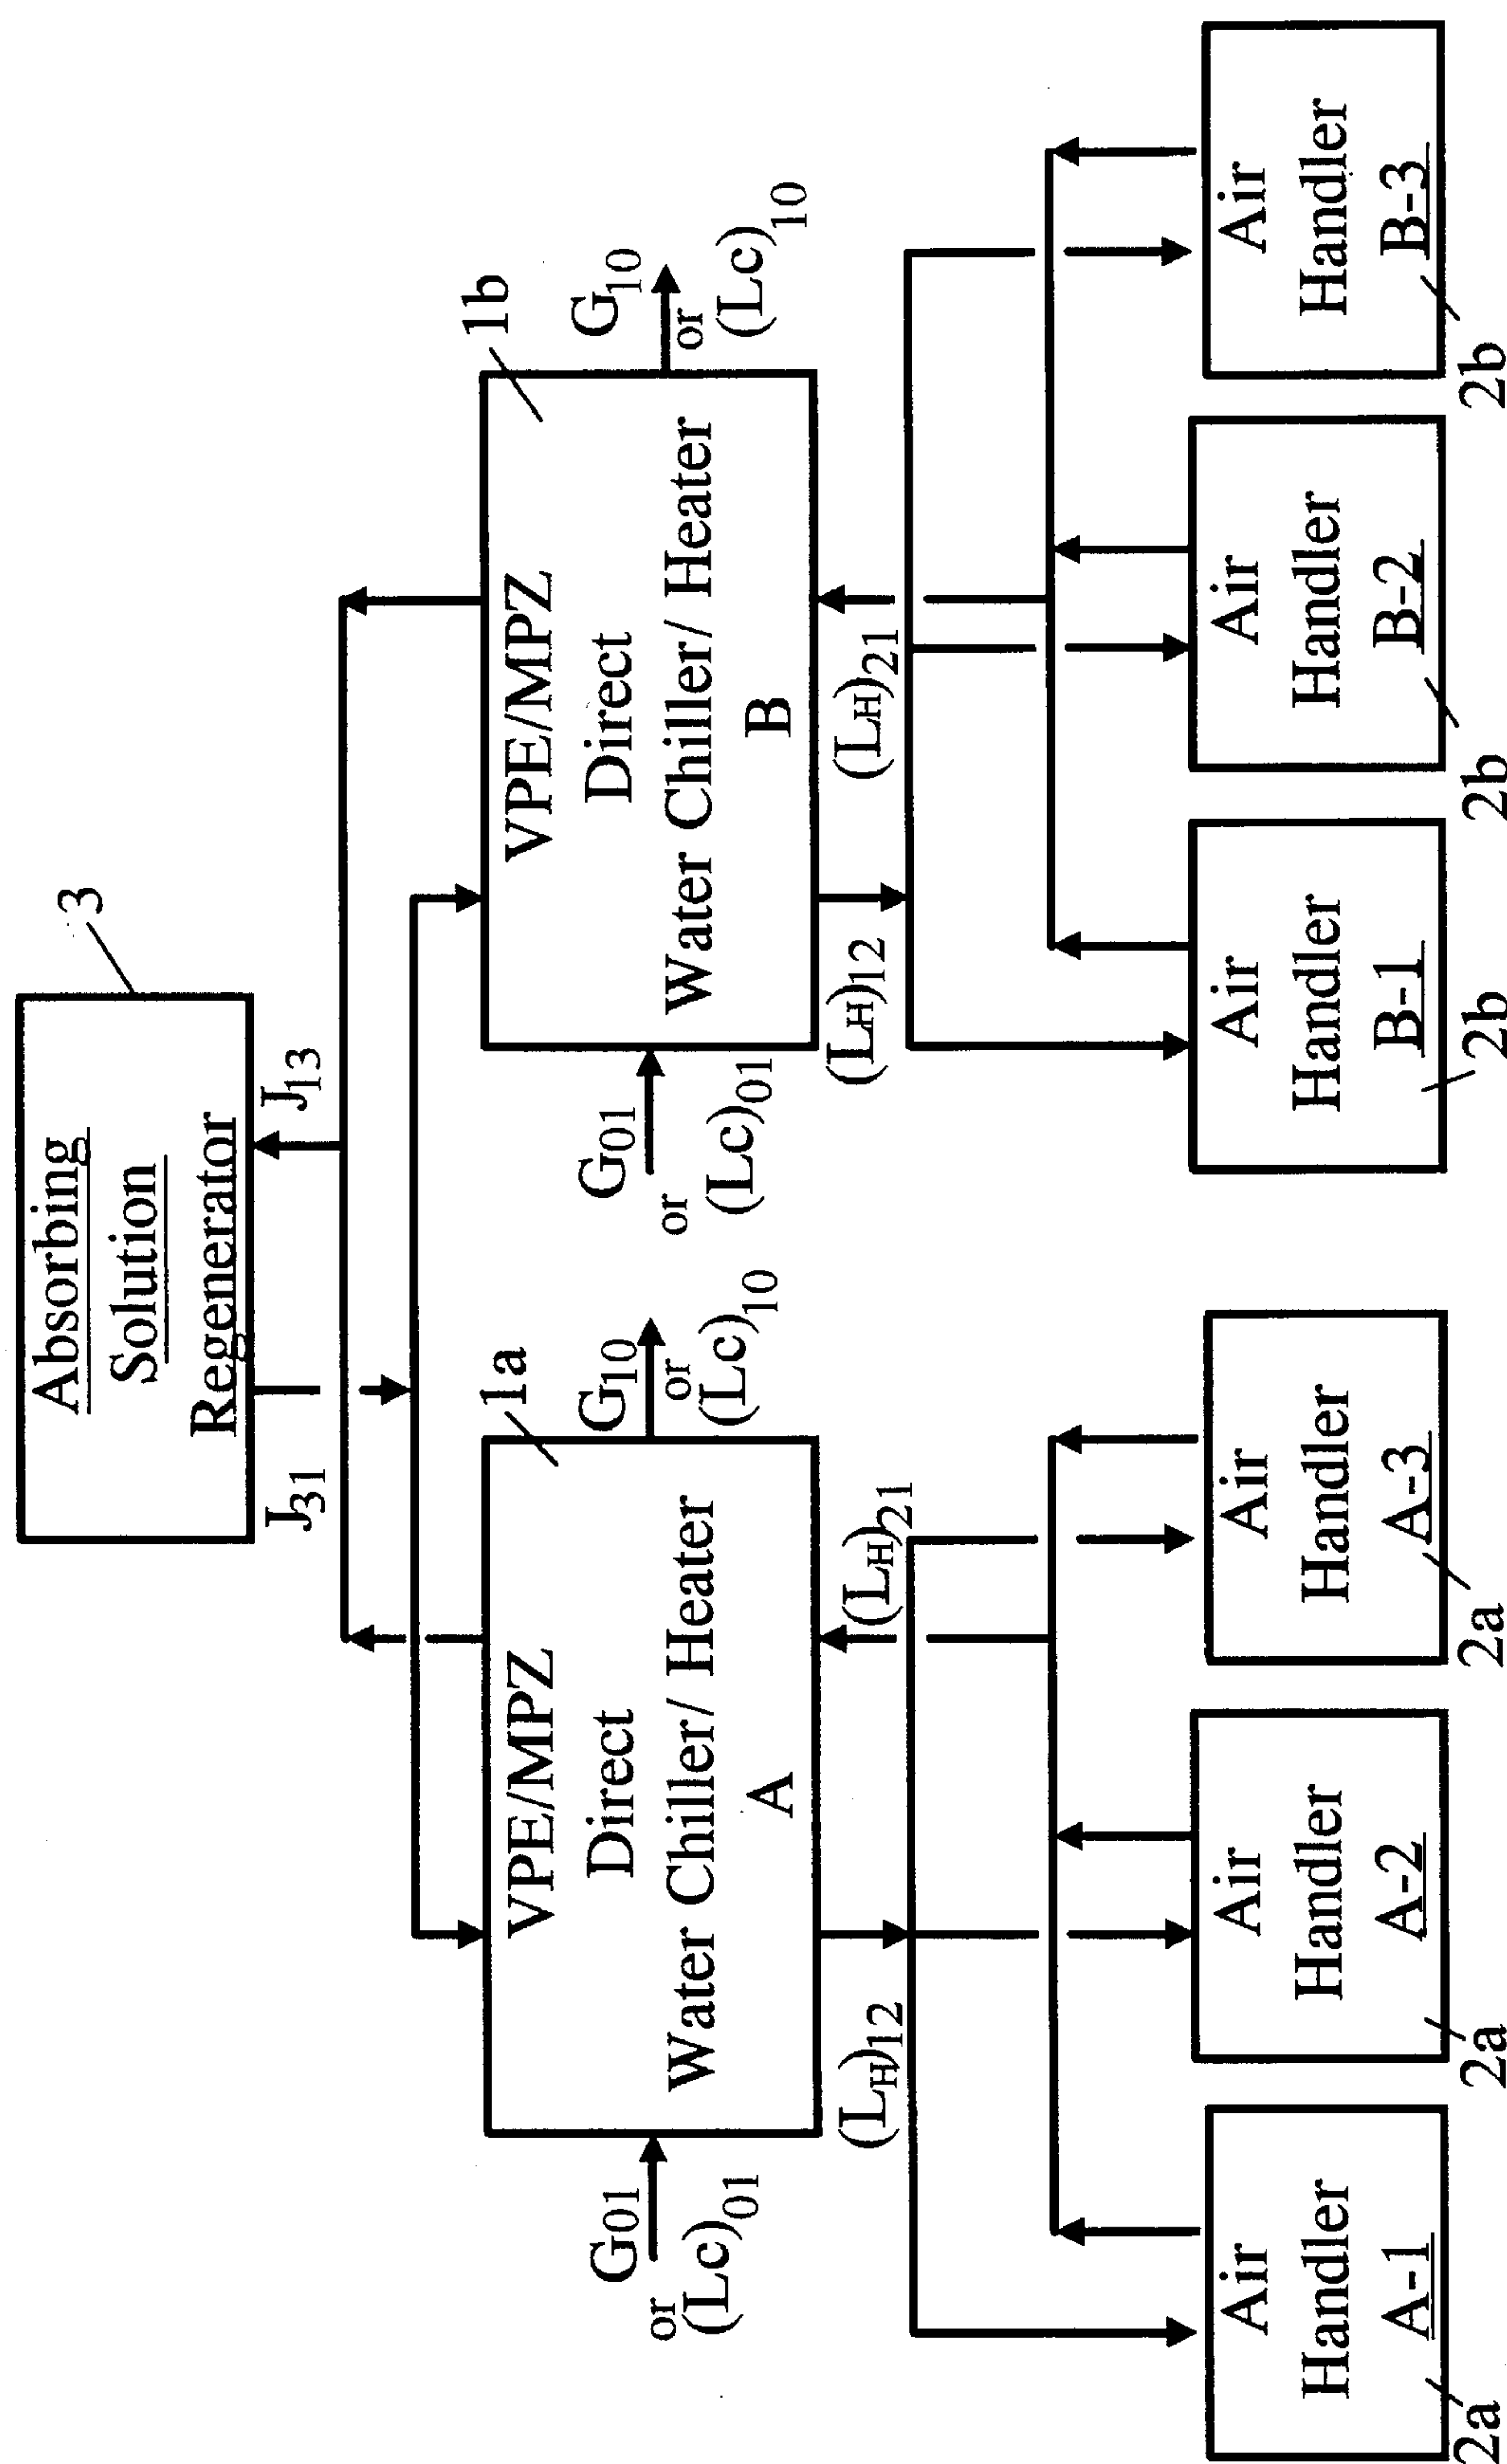 3
Absorbing
Solution
Regenerator
J31
J13
1a
VPE/MPZ
Direct
Water Chiller/ Heater
A
G01
or
(Lc)01
G10
or
(Lc)10
1b
VPE/MPZ
Direct
Water Chiller/ Heater
B
G01
or
(Lc)01
G10
or
(Lc)10
(LH)12
(LH)21
(LH)12
(LH)21
Air
Handler
A-1
2a
Air
Handler
A-2
2a
Air
Handler
A-3
2a
Air
Handler
B-1
2b
Air
Handler
B-2
2b
Air
Handler
B-3
2b